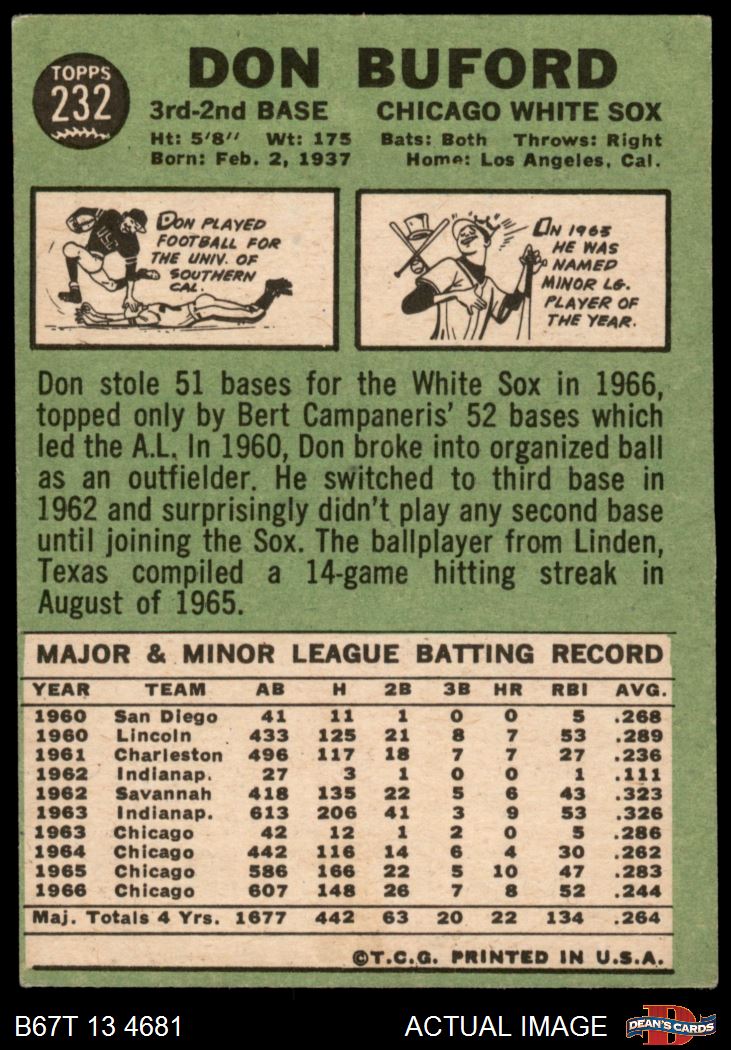 TOPPS
232
DON BUFORD
3rd-2nd BASE CHICAGO WHITE SOX
Ht: 5'8" Wt: 175 Bats: Both Throws: Right
Born: Feb. 2, 1937 Home: Los Angeles, Cal.
DON PLAYED
FOOTBALL FOR
THE UNIV. OF
SOUTHERN
CAL.
IN 1963
HE WAS
NAMED
MINOR LG.
PLAYER OF
THE YEAR.
Don stole 51 bases for the White Sox in 1966,
topped only by Bert Campaneris' 52 bases which
led the A.L. In 1960, Don broke into organized ball
as an outfielder. He switched to third base in
1962 and surprisingly didn't play any second base
until joining the Sox. The ballplayer from Linden,
Texas compiled a 14-game hitting streak in
August of 1965.
MAJOR & MINOR LEAGUE BATTING RECORD
YEAR TEAM AB H 2B 3B HR RBI AVG.
1960 San Diego 41 11 1 0 0 5 .268
1960 Lincoln 433 125 21 8 7 53 .289
1961 Charleston 496 117 18 7 7 27 .236
1962 Indianap. 27 3 1 0 0 1 .111
1962 Savannah 418 135 22 5 6 43 .323
1963 Indianap. 613 206 41 3 9 53 .326
1963 Chicago 42 12 1 2 0 5 .286
1964 Chicago 442 116 14 6 4 30 .262
1965 Chicago 586 166 22 5 10 47 .283
1966 Chicago 607 148 26 7 8 52 .244
Maj. Totals 4 Yrs. 1677 442 63 20 22 134 .264
©T.C.G. PRINTED IN U.S.A.
B67T 13 4681 ACTUAL IMAGE
D
DEAN'S CARDS